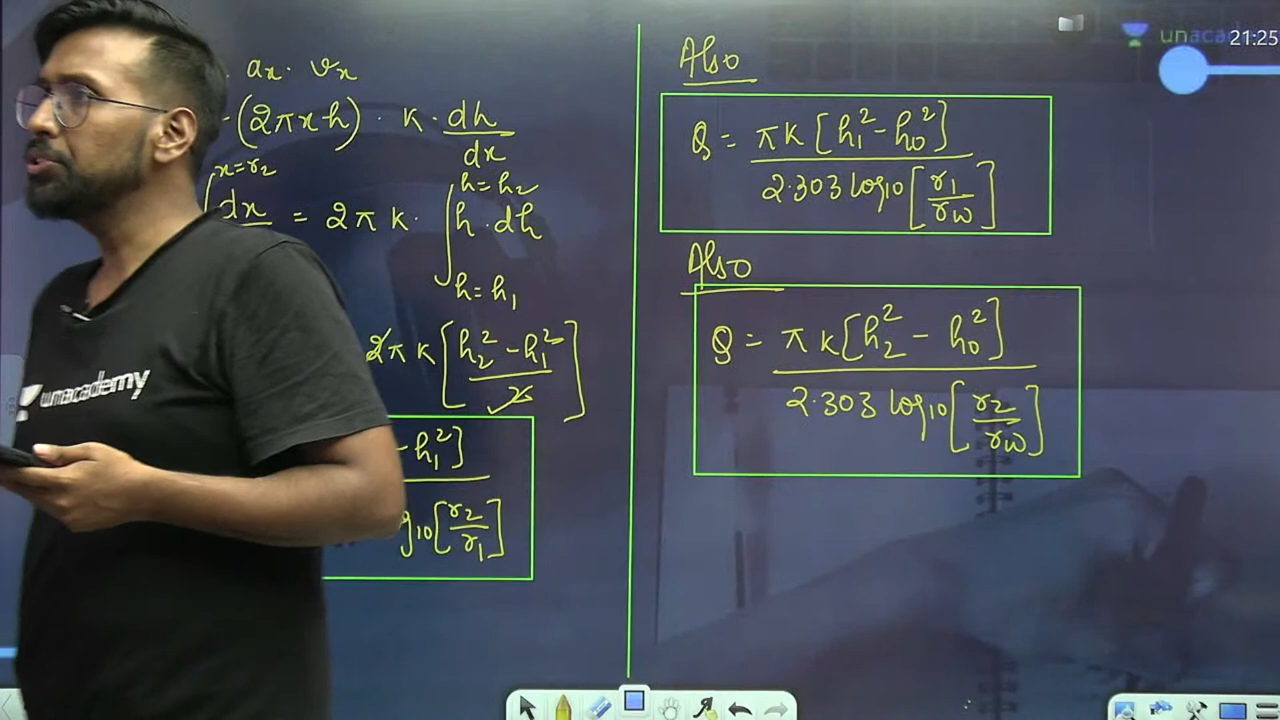 · aₓ · vₓ
· (2πxh) · K · dh/dx
x=r₂
h=h₂
dx = 2πK · ∫ h · dh
h=h₁
2πK [h₂² - h₁² / 2]
- h₁²]
g10[r₂/r₁]
Also
Q = πK[h₁² - h₀²] / 2.303 log10[r₁/rw]
Also
Q = πK[h₂² - h₀²] / 2.303 log10[r₂/rw]
unaca
21:25
unacademy